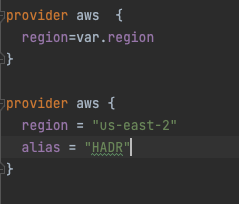 provider aws  {
  region=var.region
}

provider aws {
  region = "us-east-2"
  alias = "HADR"
}